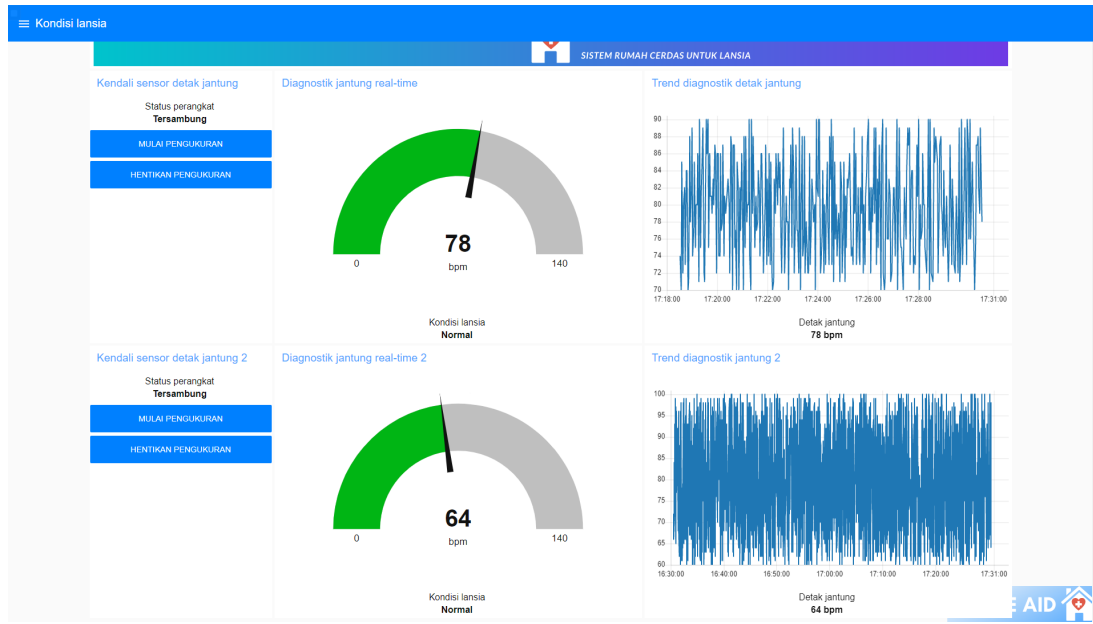 Kondisi lansia
SISTEM RUMAH CERDAS UNTUK LANSIA
Kendali sensor detak jantung
Status perangkat
Tersambung
MULAI PENGUKURAN
HENTIKAN PENGUKURAN
Diagnostik jantung real-time
78
bpm
0
140
Kondisi lansia
Normal
Trend diagnostik detak jantung
90
88
86
84
82
80
78
76
74
72
70
17:18:00 17:20:00 17:22:00 17:24:00 17:26:00 17:28:00 17:31:00
Detak jantung
78 bpm
Kendali sensor detak jantung 2
Status perangkat
Tersambung
MULAI PENGUKURAN
HENTIKAN PENGUKURAN
Diagnostik jantung real-time 2
64
bpm
0
140
Kondisi lansia
Normal
Trend diagnostik jantung 2
100
95
90
85
80
75
70
65
60
16:30:00 16:40:00 16:50:00 17:00:00 17:10:00 17:20:00 17:31:00
Detak jantung
64 bpm
AID